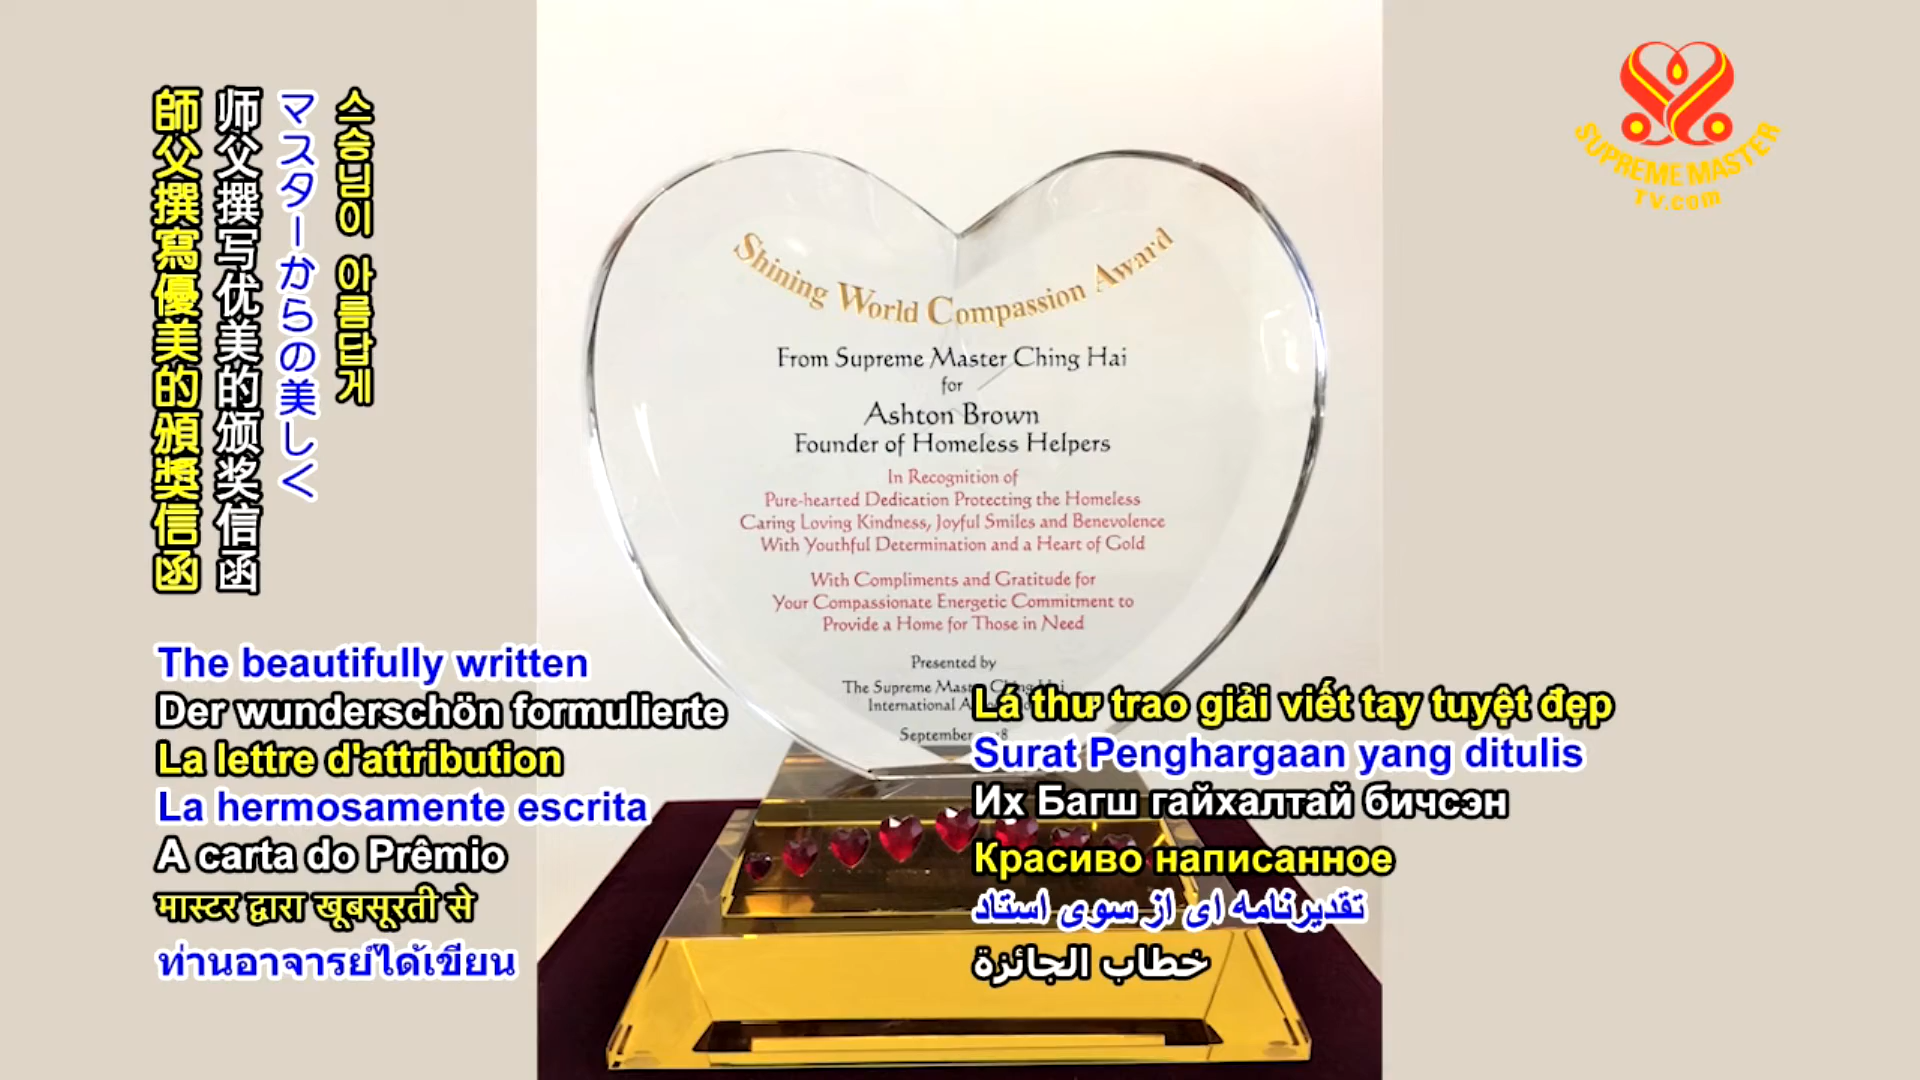 師父撰寫優美的頒獎信函
师父撰写优美的颁奖信函
マスターからの美しく
스승님이 아름답게
SUPREME MASTER
TV.com
Shining World Compassion Award
From Supreme Master Ching Hai
for
Ashton Brown
Founder of Homeless Helpers
In Recognition of
Pure-hearted Dedication Protecting the Homeless
Caring Loving Kindness, Joyful Smiles and Benevolence
With Youthful Determination and a Heart of Gold
With Compliments and Gratitude for
Your Compassionate Energetic Commitment to
Provide a Home for Those in Need
Presented by
The Supreme Master Ching Hai
International
September
The beautifully written
Der wunderschön formulierte
La lettre d'attribution
La hermosamente escrita
A carta do Prêmio
मास्टर द्वारा खूबसूरती से
ท่านอาจารย์ได้เขียน
Lá thư trao giải viết tay tuyệt đẹp
Surat Penghargaan yang ditulis
Их Багш гайхалтай бичсэн
Красиво написанное
تقدیرنامه ای از سوی استاد
خطاب الجائزة